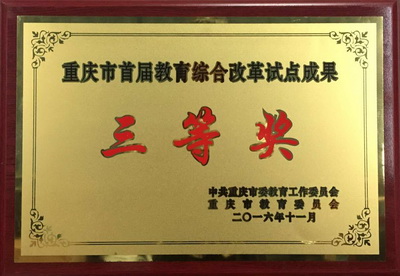 重庆市首届教育综合改革试点成果
三等奖
中共重庆市委教育工作委员会
重庆市教育委员会
二〇一六年十一月